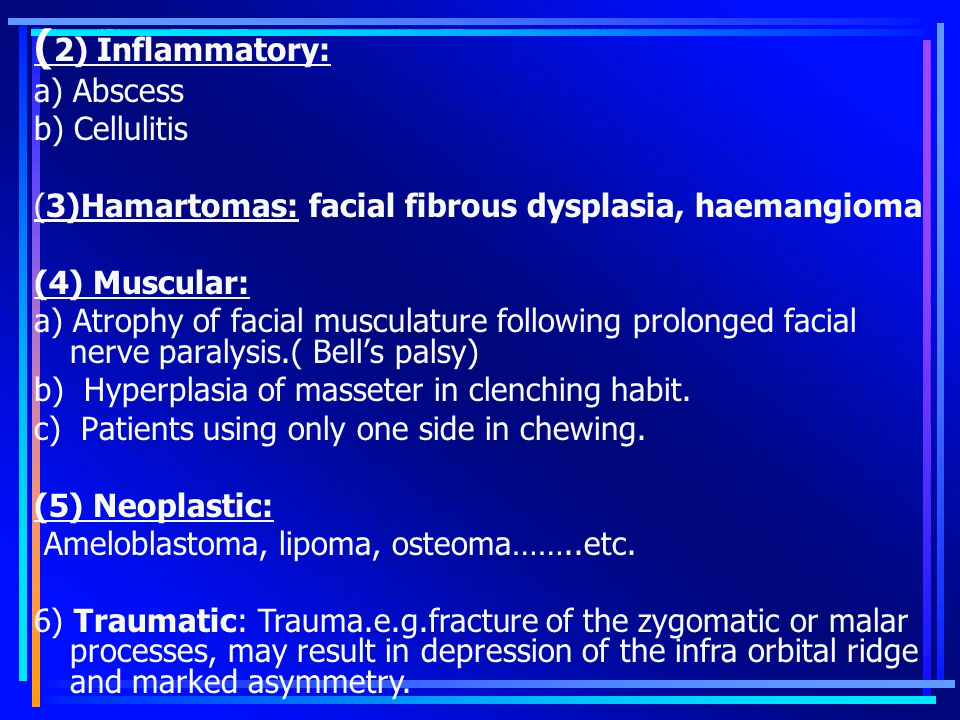 (2) Inflammatory:
a) Abscess
b) Cellulitis
(3)Hamartomas: facial fibrous dysplasia, haemangioma
(4) Muscular:
a) Atrophy of facial musculature following prolonged facial
nerve paralysis.( Bell’s palsy)
b) Hyperplasia of masseter in clenching habit.
c) Patients using only one side in chewing.
(5) Neoplastic:
Ameloblastoma, lipoma, osteoma……..etc.
6) Traumatic: Trauma.e.g.fracture of the zygomatic or malar
processes, may result in depression of the infra orbital ridge
and marked asymmetry.